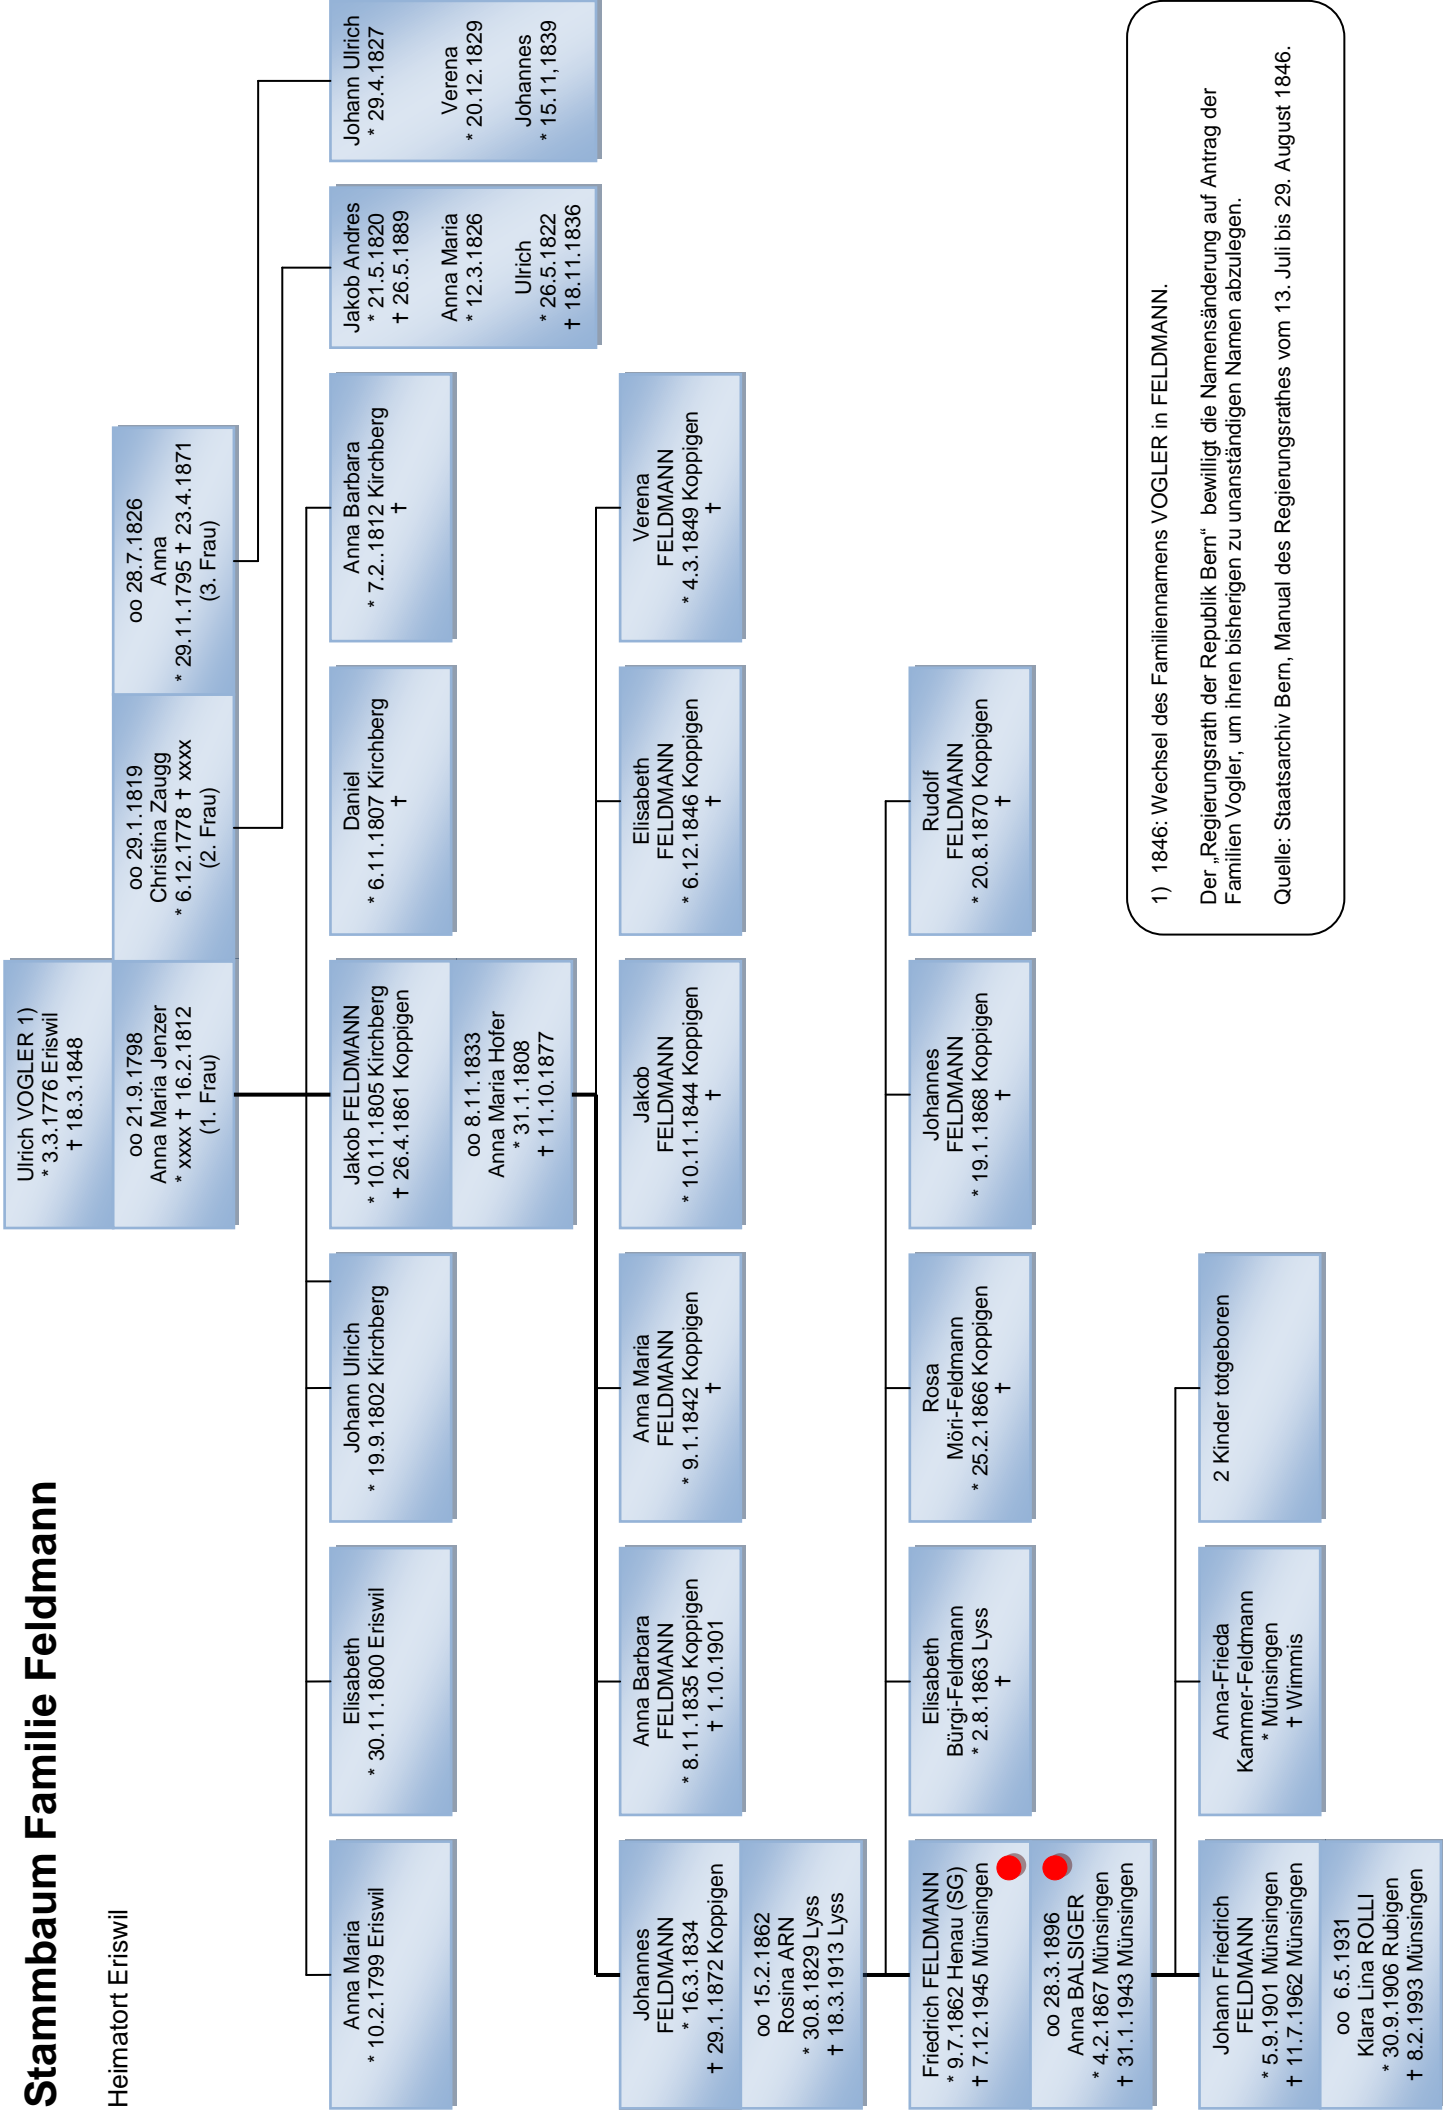 Stammbaum Familie Feldmann
Heimatort Eriswil
Ulrich VOGLER 1)
* 3.3.1776 Eriswil
† 18.3.1848
oo 21.9.1798
Anna Maria Jenzer
* xxxx † 16.2.1812
(1. Frau)
oo 29.1.1819
Christina Zaugg
* 6.12.1778 † xxxx
(2. Frau)
oo 28.7.1826
Anna
* 29.11.1795 † 23.4.1871
(3. Frau)
Anna Maria
* 10.2.1799 Eriswil
Elisabeth
* 30.11.1800 Eriswil
Johann Ulrich
* 19.9.1802 Kirchberg
Jakob FELDMANN
* 10.11.1805 Kirchberg
† 26.4.1861 Koppigen
oo 8.11.1833
Anna Maria Hofer
* 31.1.1808
† 11.10.1877
Daniel
* 6.11.1807 Kirchberg
†
Anna Barbara
* 7.2..1812 Kirchberg
†
Jakob Andres
* 21.5.1820
† 26.5.1889
Anna Maria
* 12.3.1826
Ulrich
* 26.5.1822
† 18.11.1836
Johann Ulrich
* 29.4.1827
Verena
* 20.12.1829
Johannes
* 15.11,1839
Johannes
FELDMANN
* 16.3.1834
† 29.1.1872 Koppigen
oo 15.2.1862
Rosina ARN
* 30.8.1829 Lyss
† 18.3.1913 Lyss
Anna Barbara
FELDMANN
* 8.11.1835 Koppigen
† 1.10.1901
Anna Maria
FELDMANN
* 9.1.1842 Koppigen
†
Jakob
FELDMANN
* 10.11.1844 Koppigen
†
Elisabeth
FELDMANN
* 6.12.1846 Koppigen
†
Verena
FELDMANN
* 4.3.1849 Koppigen
†
Friedrich FELDMANN
* 9.7.1862 Henau (SG)
† 7.12.1945 Münsingen
oo 28.3.1896
Anna BALSIGER
* 4.2.1867 Münsingen
† 31.1.1943 Münsingen
Elisabeth
Bürgi-Feldmann
* 2.8.1863 Lyss
†
Rosa
Möri-Feldmann
* 25.2.1866 Koppigen
†
Johannes
FELDMANN
* 19.1.1868 Koppigen
†
Rudolf
FELDMANN
* 20.8.1870 Koppigen
†
Johann Friedrich
FELDMANN
* 5.9.1901 Münsingen
† 11.7.1962 Münsingen
oo 6.5.1931
Klara Lina ROLLI
* 30.9.1906 Rubigen
† 8.2.1993 Münsingen
Anna-Frieda
Kammer-Feldmann
* Münsingen
† Wimmis
2 Kinder totgeboren
1) 1846: Wechsel des Familiennamens VOGLER in FELDMANN.
Der „Regierungsrath der Republik Bern“ bewilligt die Namensänderung auf Antrag der
Familien Vogler, um ihren bisherigen zu unanständigen Namen abzulegen.
Quelle: Staatsarchiv Bern, Manual des Regierungsrathes vom 13. Juli bis 29. August 1846.